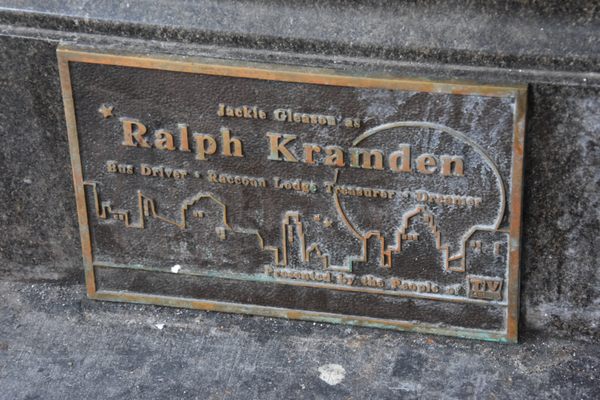 Jackie Gleason as
Ralph Kramden
Bus Driver • Raccoon Lodge Treasurer • Dreamer
Presented by the People of TV